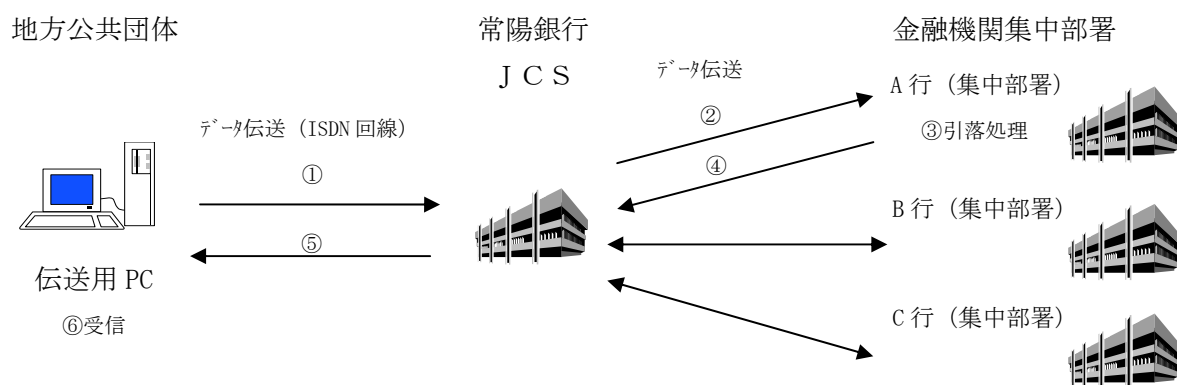 地方公共団体
常陽銀行
金融機関集中部署
ＪＣＳ
ﾃﾞｰﾀ伝送
A行（集中部署）
ﾃﾞｰﾀ伝送（ISDN回線）
②
③引落処理
①
④
B行（集中部署）
⑤
伝送用PC
⑥受信
C行（集中部署）